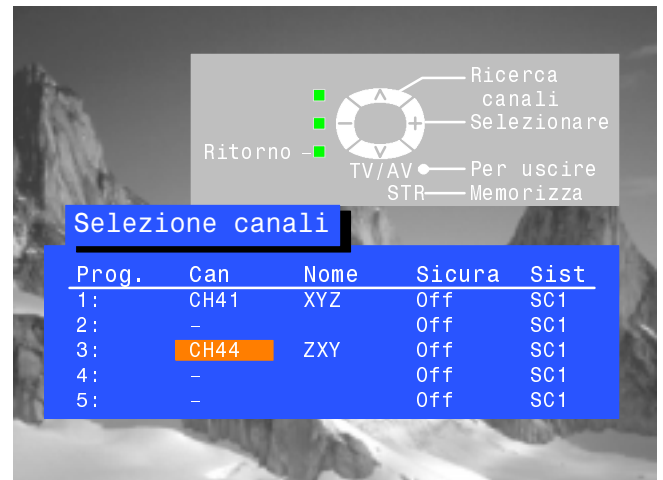 Ricerca
canali
Selezionare
Ritorno –
TV/AV
Per uscire
STR
Memorizza
Selezione canali
Prog. Can Nome Sicura Sist
1: CH41 XYZ Off SC1
2: – Off SC1
3: CH44 ZXY Off SC1
4: – Off SC1
5: – Off SC1